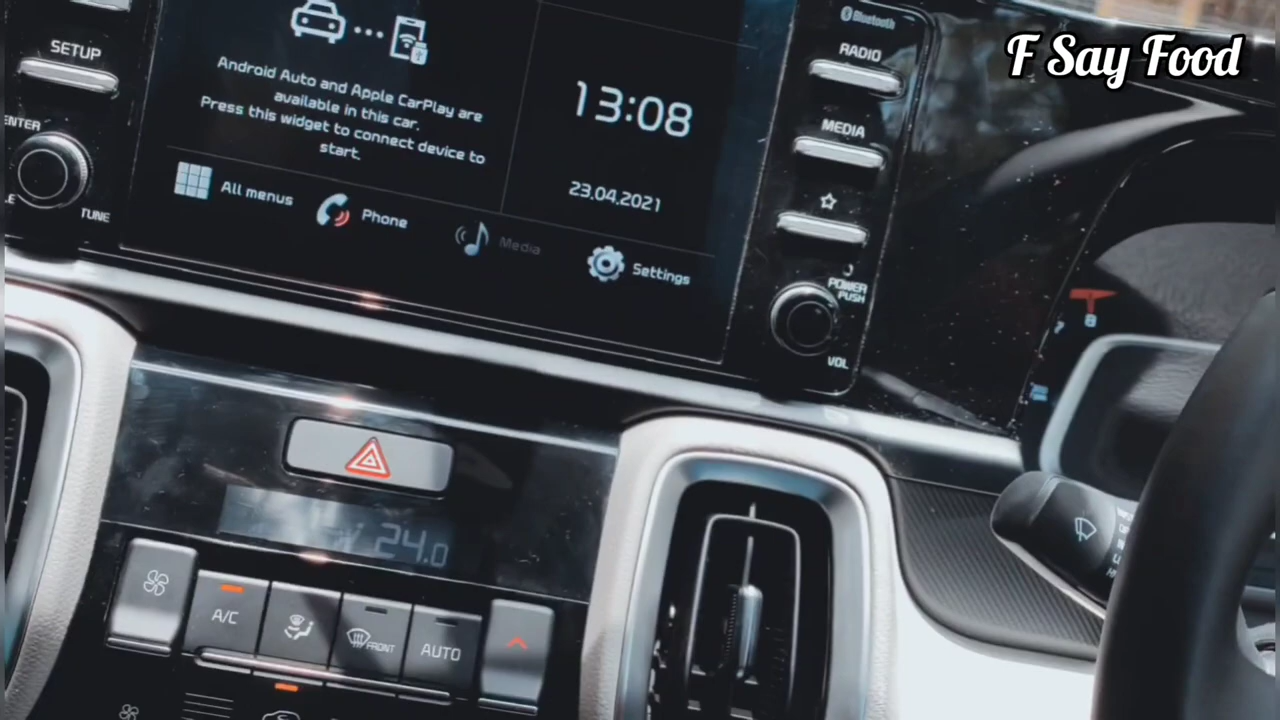 F Say Food
Bluetooth
SETUP
RADIO
Android Auto and Apple CarPlay are
available in this car.
Press this widget to connect device to
start.
13:08
MEDIA
ENTER
TUNE
23.04.2021
All menus
Phone
Media
Settings
POWER
PUSH
VOL
24.0
A/C
FRONT
AUTO